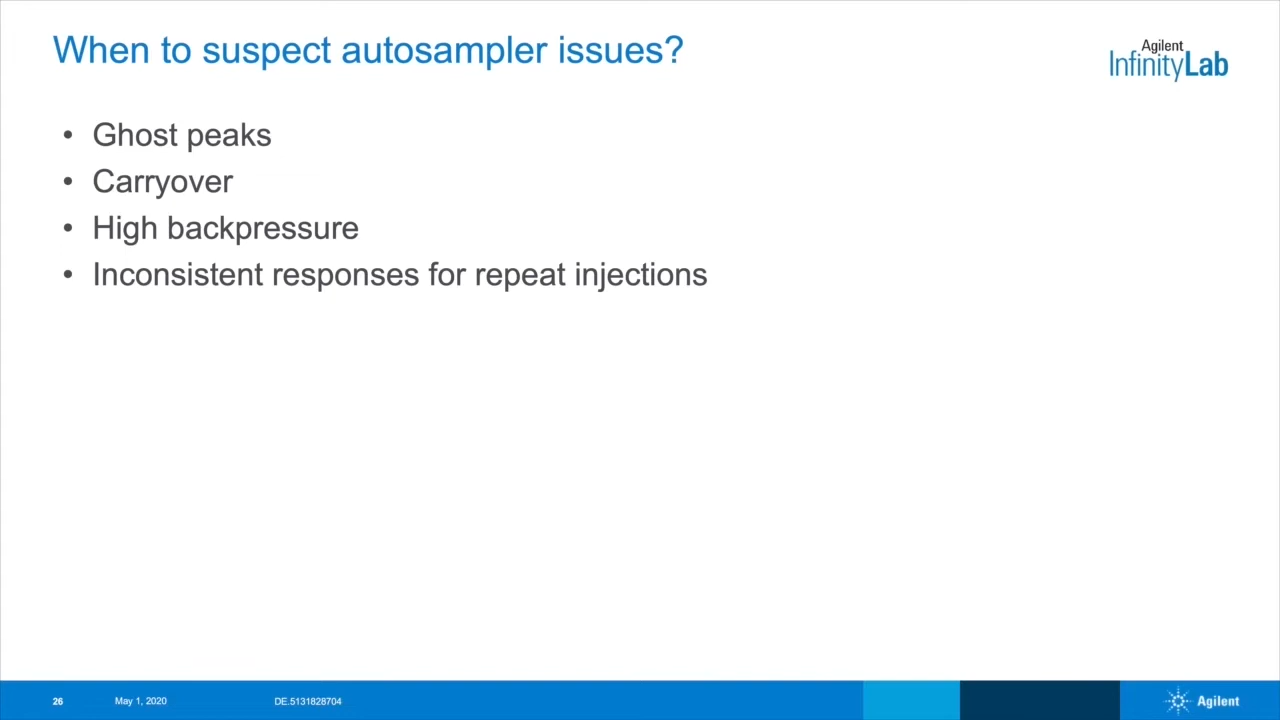 When to suspect autosampler issues?
Agilent
InfinityLab
• Ghost peaks
• Carryover
• High backpressure
• Inconsistent responses for repeat injections
26 May 1, 2020 DE.5131828704 Agilent